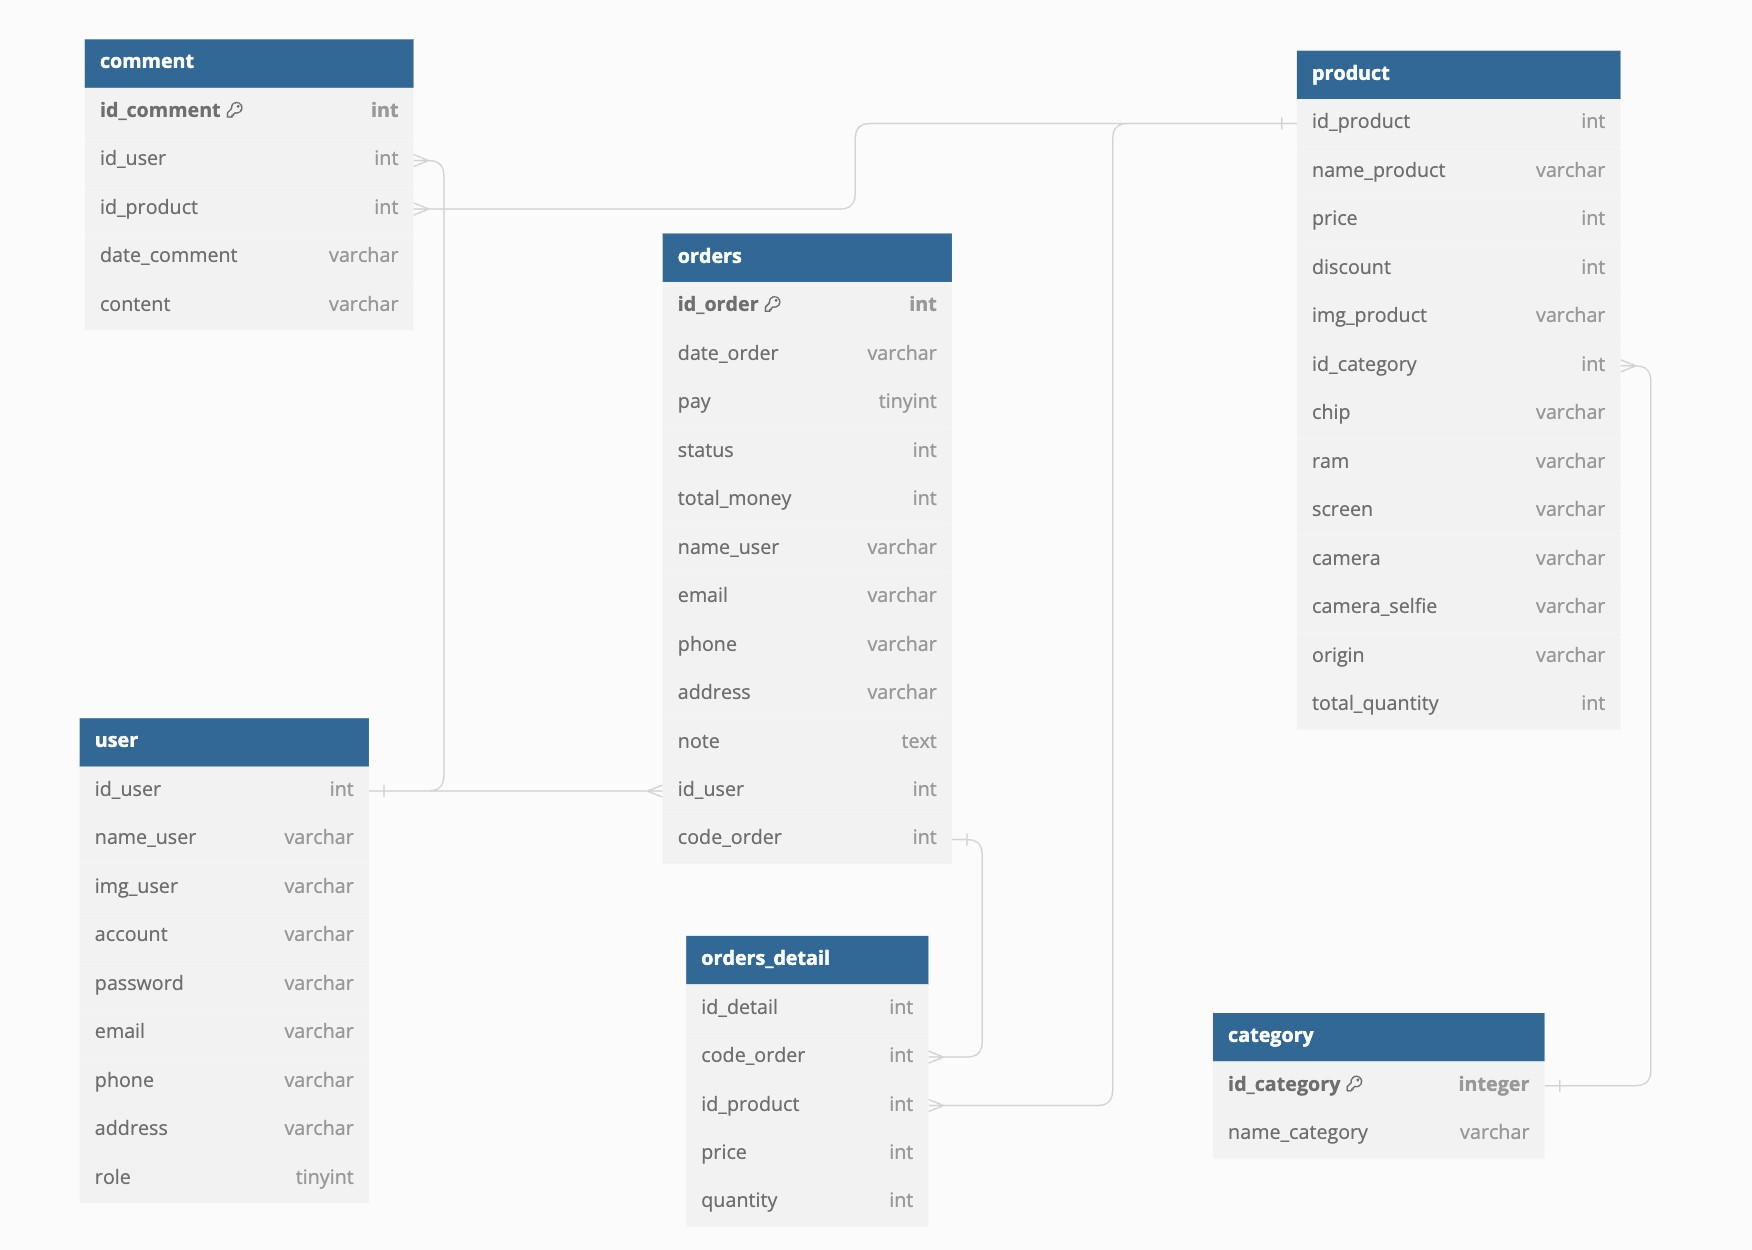 comment
id_comment int
id_user int
id_product int
date_comment varchar
content varchar
product
id_product int
name_product varchar
price int
discount int
img_product varchar
id_category int
chip varchar
ram varchar
screen varchar
camera varchar
camera_selfie varchar
origin varchar
total_quantity int
orders
id_order int
date_order varchar
pay tinyint
status int
total_money int
name_user varchar
email varchar
phone varchar
address varchar
note text
id_user int
code_order int
user
id_user int
name_user varchar
img_user varchar
account varchar
password varchar
email varchar
phone varchar
address varchar
role tinyint
orders_detail
id_detail int
code_order int
id_product int
price int
quantity int
category
id_category integer
name_category varchar